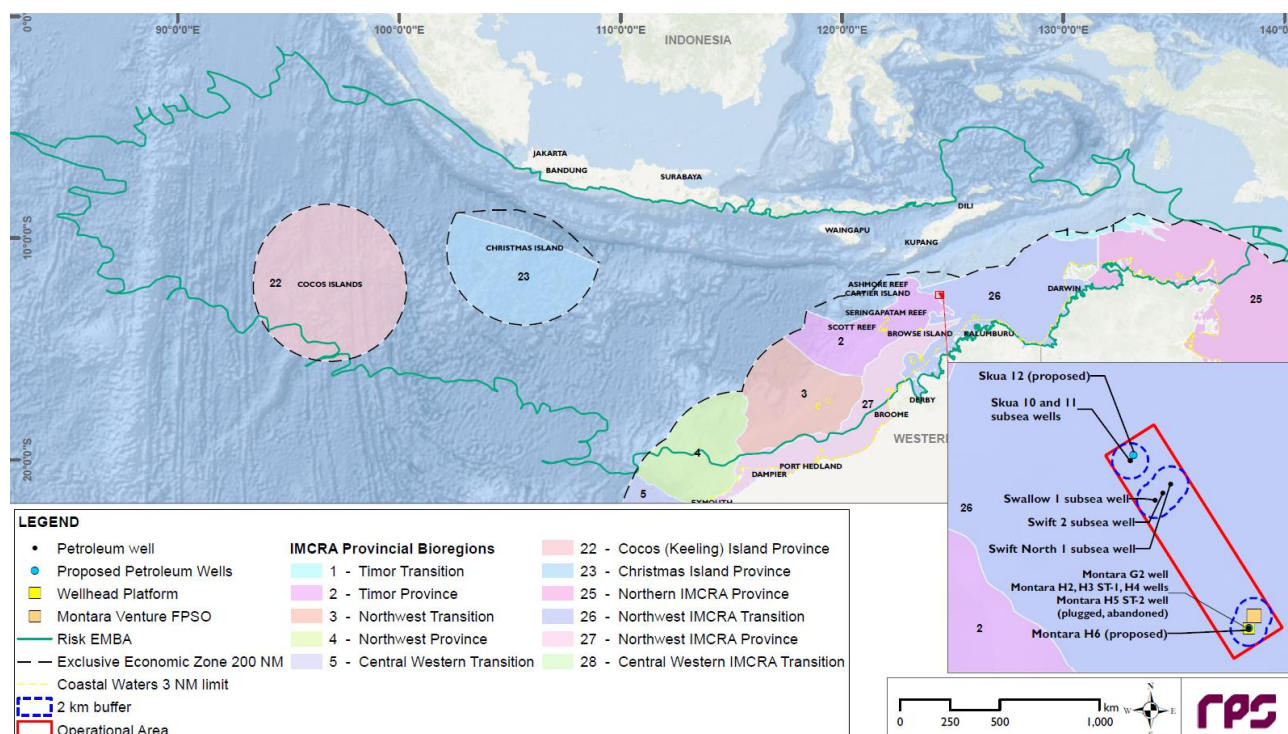 0°0'
90°0'0"E
100°0'0"E
110°0'0"E
120°0'0"E
130°0'0"E
140°0
INDONESIA
JAKARTA
BANDUNG
SURABAYA
DILI
WAINGAPU
KUPANG
10°0'0"S
CHRISTMAS ISLAND
23
22
COCOS ISLANDS
1
1
ASHMORE REEF
CARTIER ISLAND
26
DARWIN
25
SERINGAPATAM REEF
SCOTT REEF
BROWSE ISLAND
KALUMBURU
2
3
27
DERBY
BROOME
WESTER
4
20°0'0"S
PORT HEDLAND
DAMPIER
5
EXMOUTH
Skua 12 (proposed)
Skua 10 and 11
subsea wells
Swallow 1 subsea well
26
Swift 2 subsea well
Swift North 1 subsea well
Montara G2 well
Montara H2, H3 ST-1, H4 wells
Montara H5 ST-2 well
(plugged, abandoned)
Montara H6 (proposed)
2
LEGEND
Petroleum well
Proposed Petroleum Wells
Wellhead Platform
Montara Venture FPSO
Risk EMBA
Exclusive Economic Zone 200 NM
Coastal Waters 3 NM limit
2 km buffer
Operational Area
IMCRA Provincial Bioregions
1 - Timor Transition
2 - Timor Province
3 - Northwest Transition
4 - Northwest Province
5 - Central Western Transition
22 - Cocos (Keeling) Island Province
23 - Christmas Island Province
25 - Northern IMCRA Province
26 - Northwest IMCRA Transition
27 - Northwest IMCRA Province
28 - Central Western IMCRA Transition
km
0 250 500 1,000
N
W E
S
rps